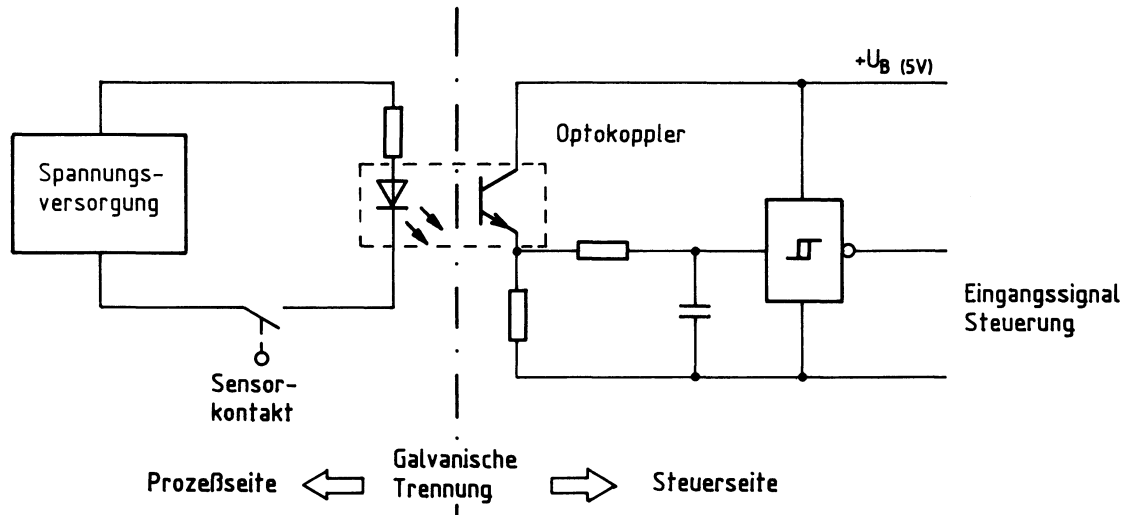 +U_B (5V)
Optokoppler
Spannungs-
versorgung
Eingangssignal
Steuerung
Sensor-
kontakt
Galvanische
Trennung
Prozeßseite
Steuerseite